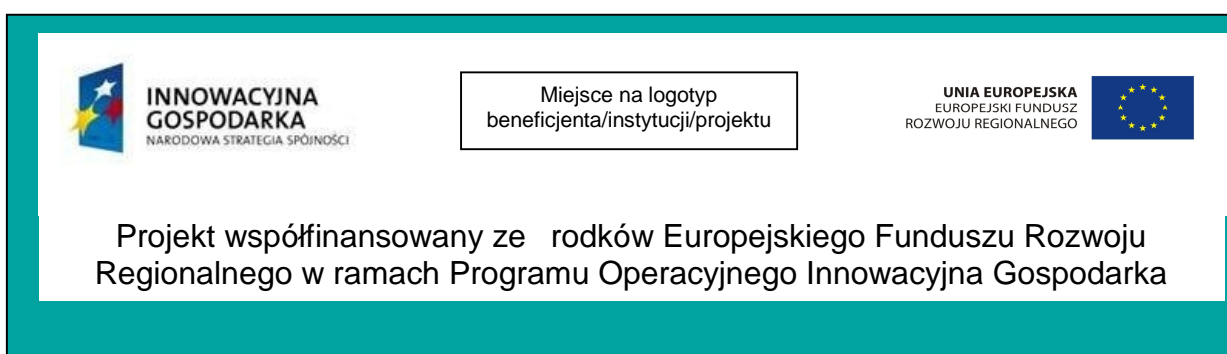 INNOWACYJNA
GOSPODARKA
NARODOWA STRATEGIA SPÓJNOŚCI
Miejsce na logotyp
beneficjenta/instytucji/projektu
UNIA EUROPEJSKA
EUROPEJSKI FUNDUSZ
ROZWOJU REGIONALNEGO
Projekt współfinansowany ze rodków Europejskiego Funduszu Rozwoju
Regionalnego w ramach Programu Operacyjnego Innowacyjna Gospodarka